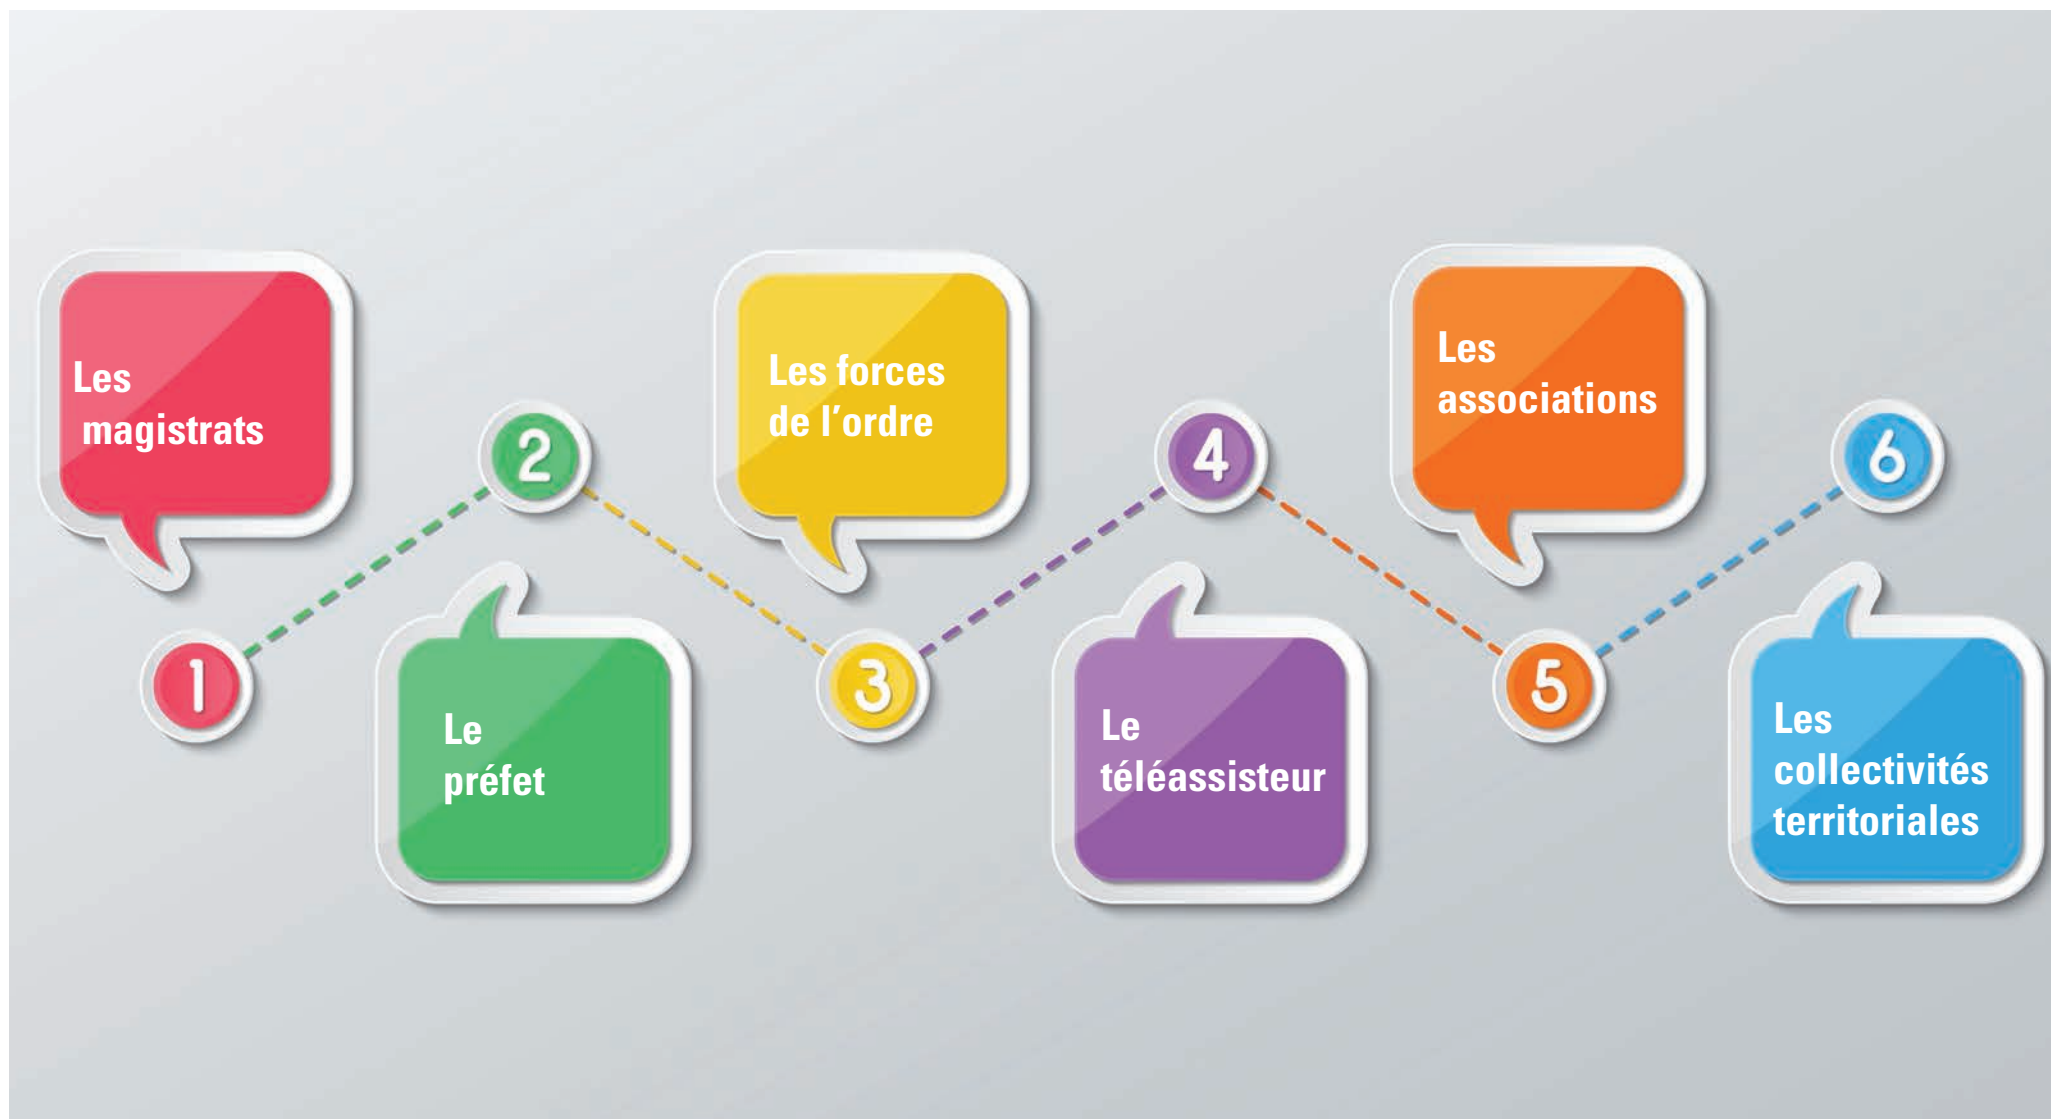 Les
magistrats
1
2
Le
préfet
Les forces
de l’ordre
3
4
Le
téléassisteur
Les
associations
5
6
Les
collectivités
territoriales